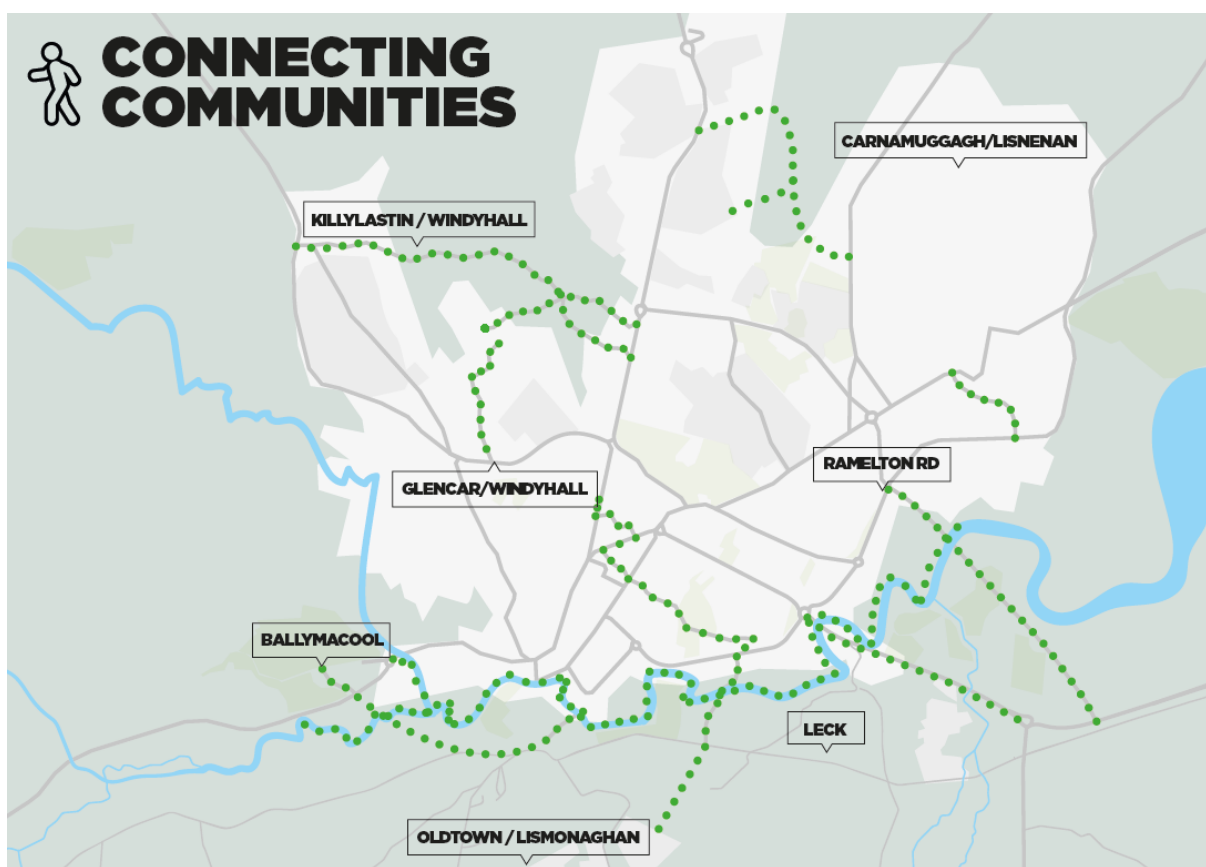 CONNECTING
COMMUNITIES
CARNAMUGGAGH/LISNENAN
KILLYLASTIN / WINDYHALL
RAMELTON RD
GLENCAR/WINDYHALL
BALLYMACOOL
LECK
OLDTOWN / LISMONAGHAN